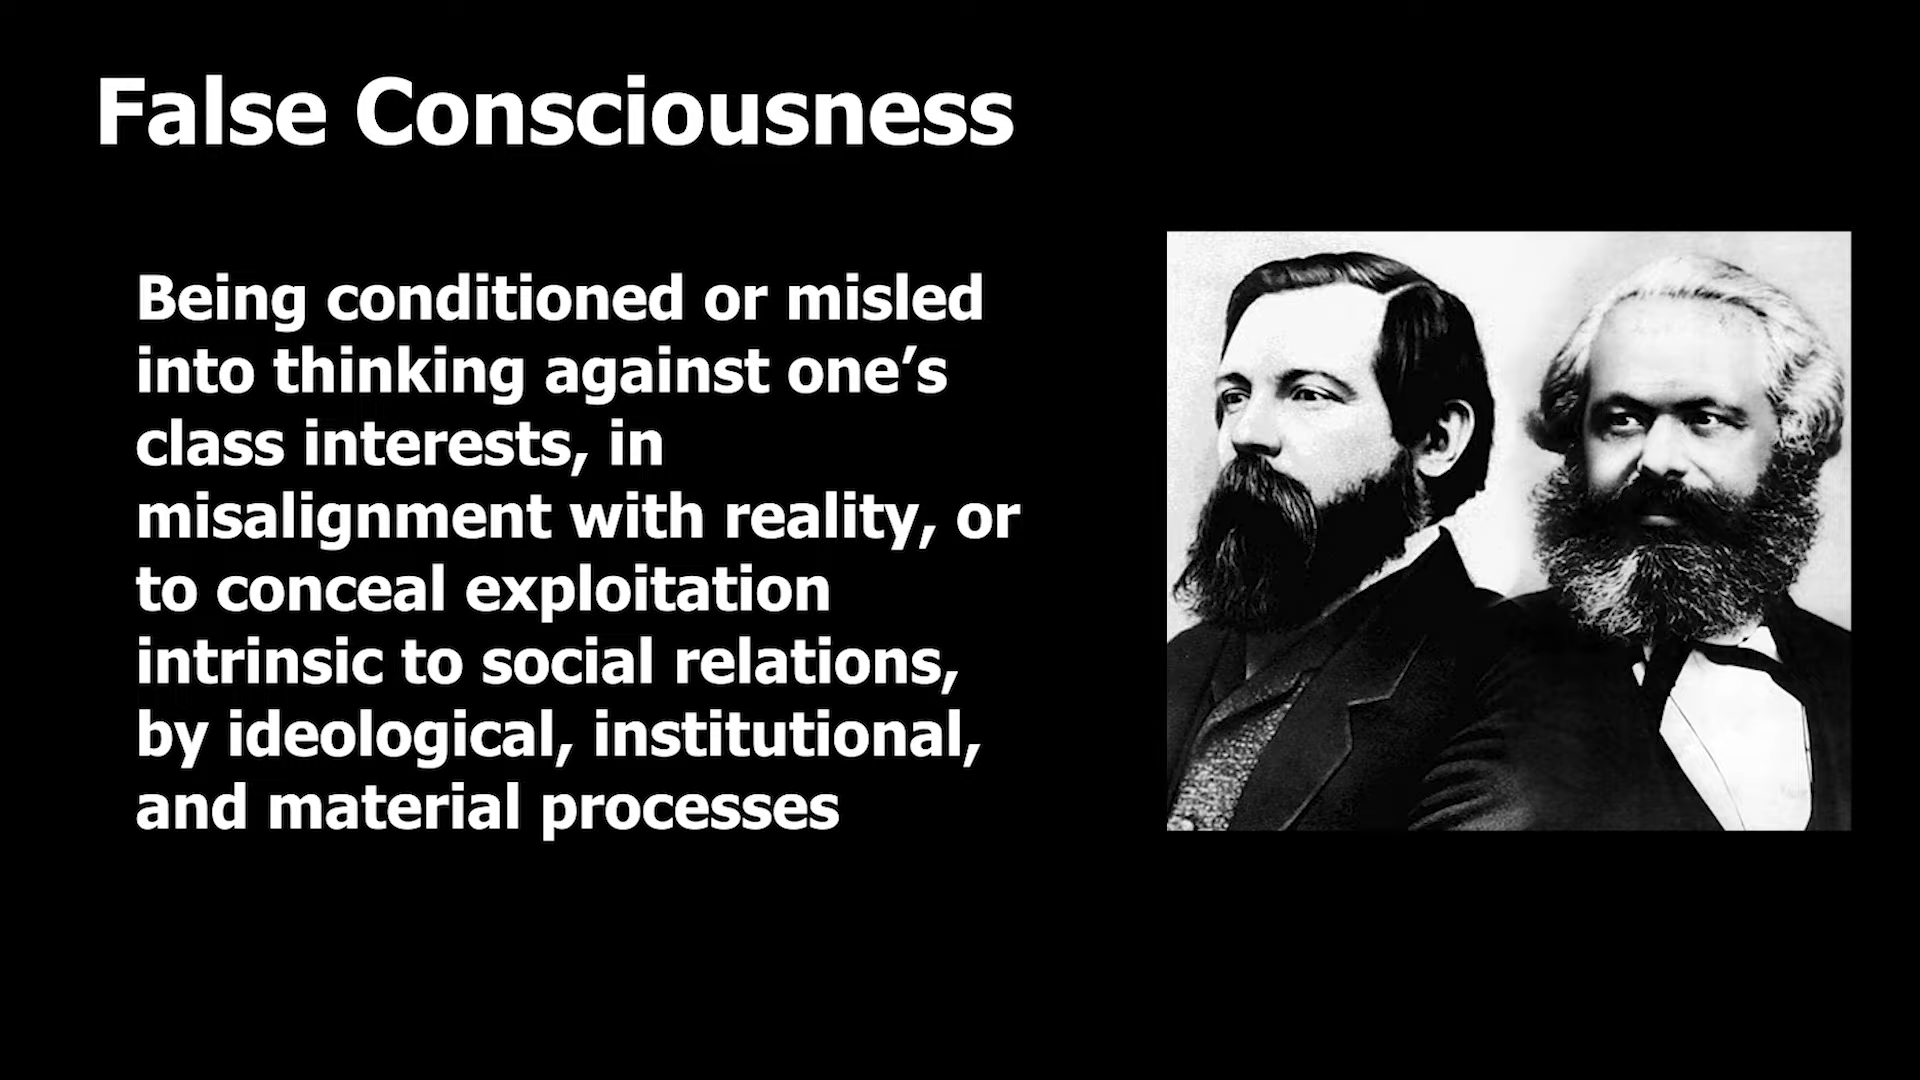 False Consciousness
Being conditioned or misled
into thinking against one’s
class interests, in
misalignment with reality, or
to conceal exploitation
intrinsic to social relations,
by ideological, institutional,
and material processes